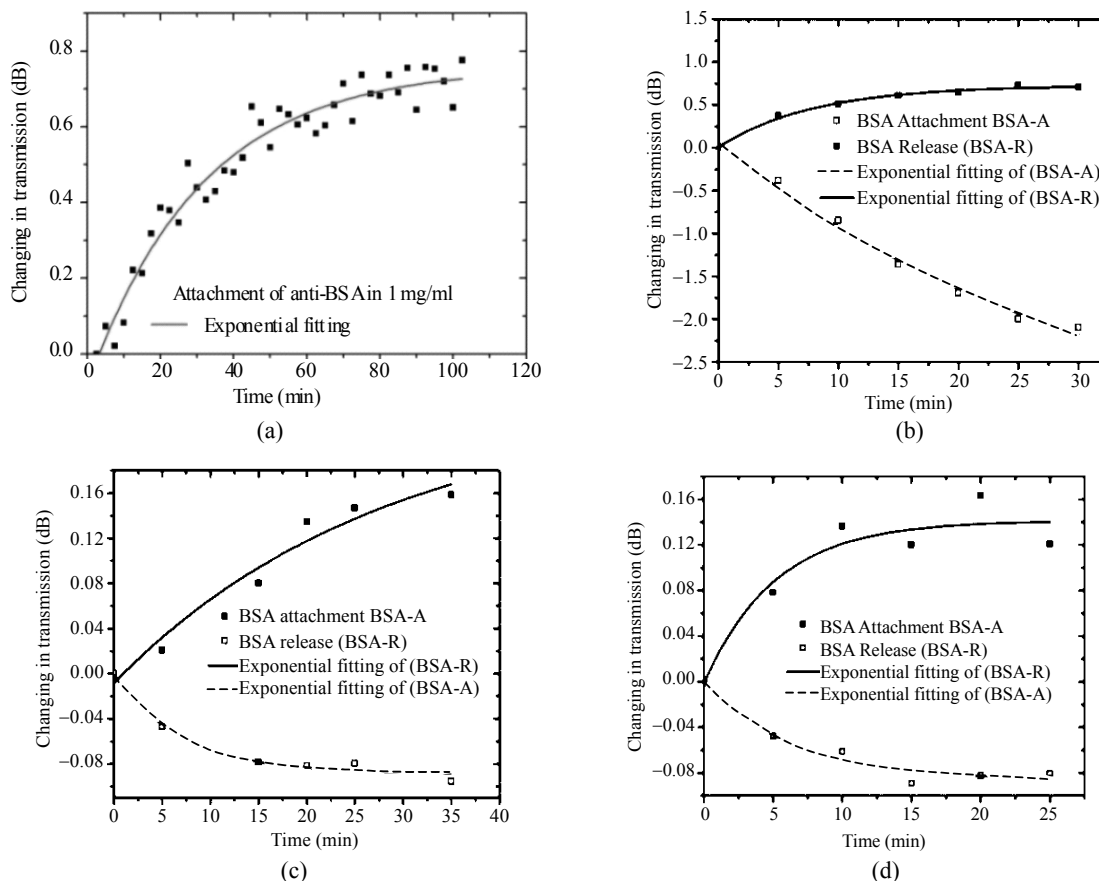 Changing in transmission (dB)
0.8
0.6
0.4
0.2
0.0
0 20 40 60 80 100 120
Attachment of anti-BSAin 1 mg/ml
Exponential fitting
Time (min)
(a)
Changing in transmission (dB)
1.5
1.0
0.5
0.0
−0.5
−1.0
−1.5
−2.0
−2.5
0 5 10 15 20 25 30
BSA Attachment BSA-A
BSA Release (BSA-R)
Exponential fitting of (BSA-A)
Exponential fitting of (BSA-R)
Time (min)
(b)
Changing in transmission (dB)
0.16
0.12
0.08
0.04
0.00
−0.04
−0.08
0 5 10 15 20 25 30 35 40
BSA attachment BSA-A
BSA release (BSA-R)
Exponential fitting of (BSA-R)
Exponential fitting of (BSA-A)
Time (min)
(c)
Changing in transmission (dB)
0.16
0.12
0.08
0.04
0.00
−0.04
−0.08
0 5 10 15 20 25
BSA Attachment BSA-A
BSA Release (BSA-R)
Exponential fitting of (BSA-R)
Exponential fitting of (BSA-A)
Time (min)
(d)